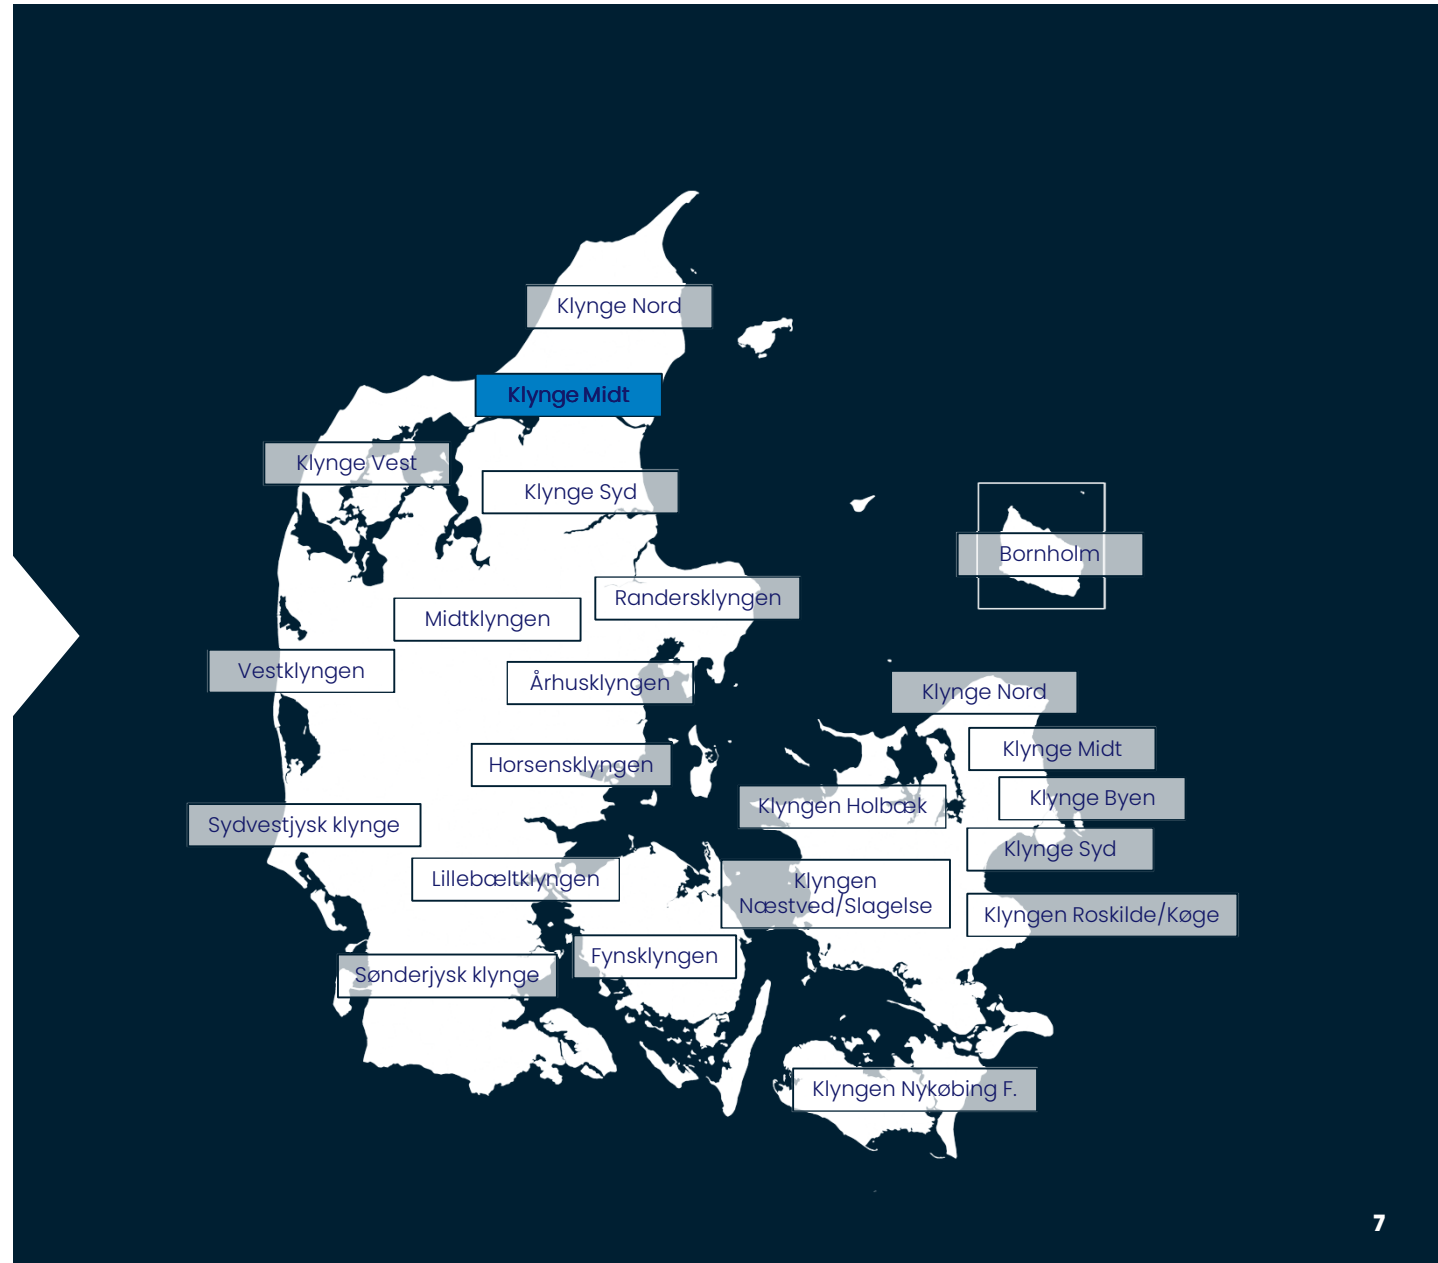 Klynge Nord
Klynge Midt
Klynge Vest
Klynge Syd
Bornholm
Randersklyngen
Midtklyngen
Vestklyngen
Århusklyngen
Klynge Nord
Klynge Midt
Horsensklyngen
Klynge Byen
Klyngen Holbæk
Sydvestjysk klynge
Klynge Syd
Lillebæltklyngen
Klyngen
Næstved/Slagelse
Klyngen Roskilde/Køge
Fynsklyngen
Sønderjysk klynge
Klyngen Nykøbing F.
7